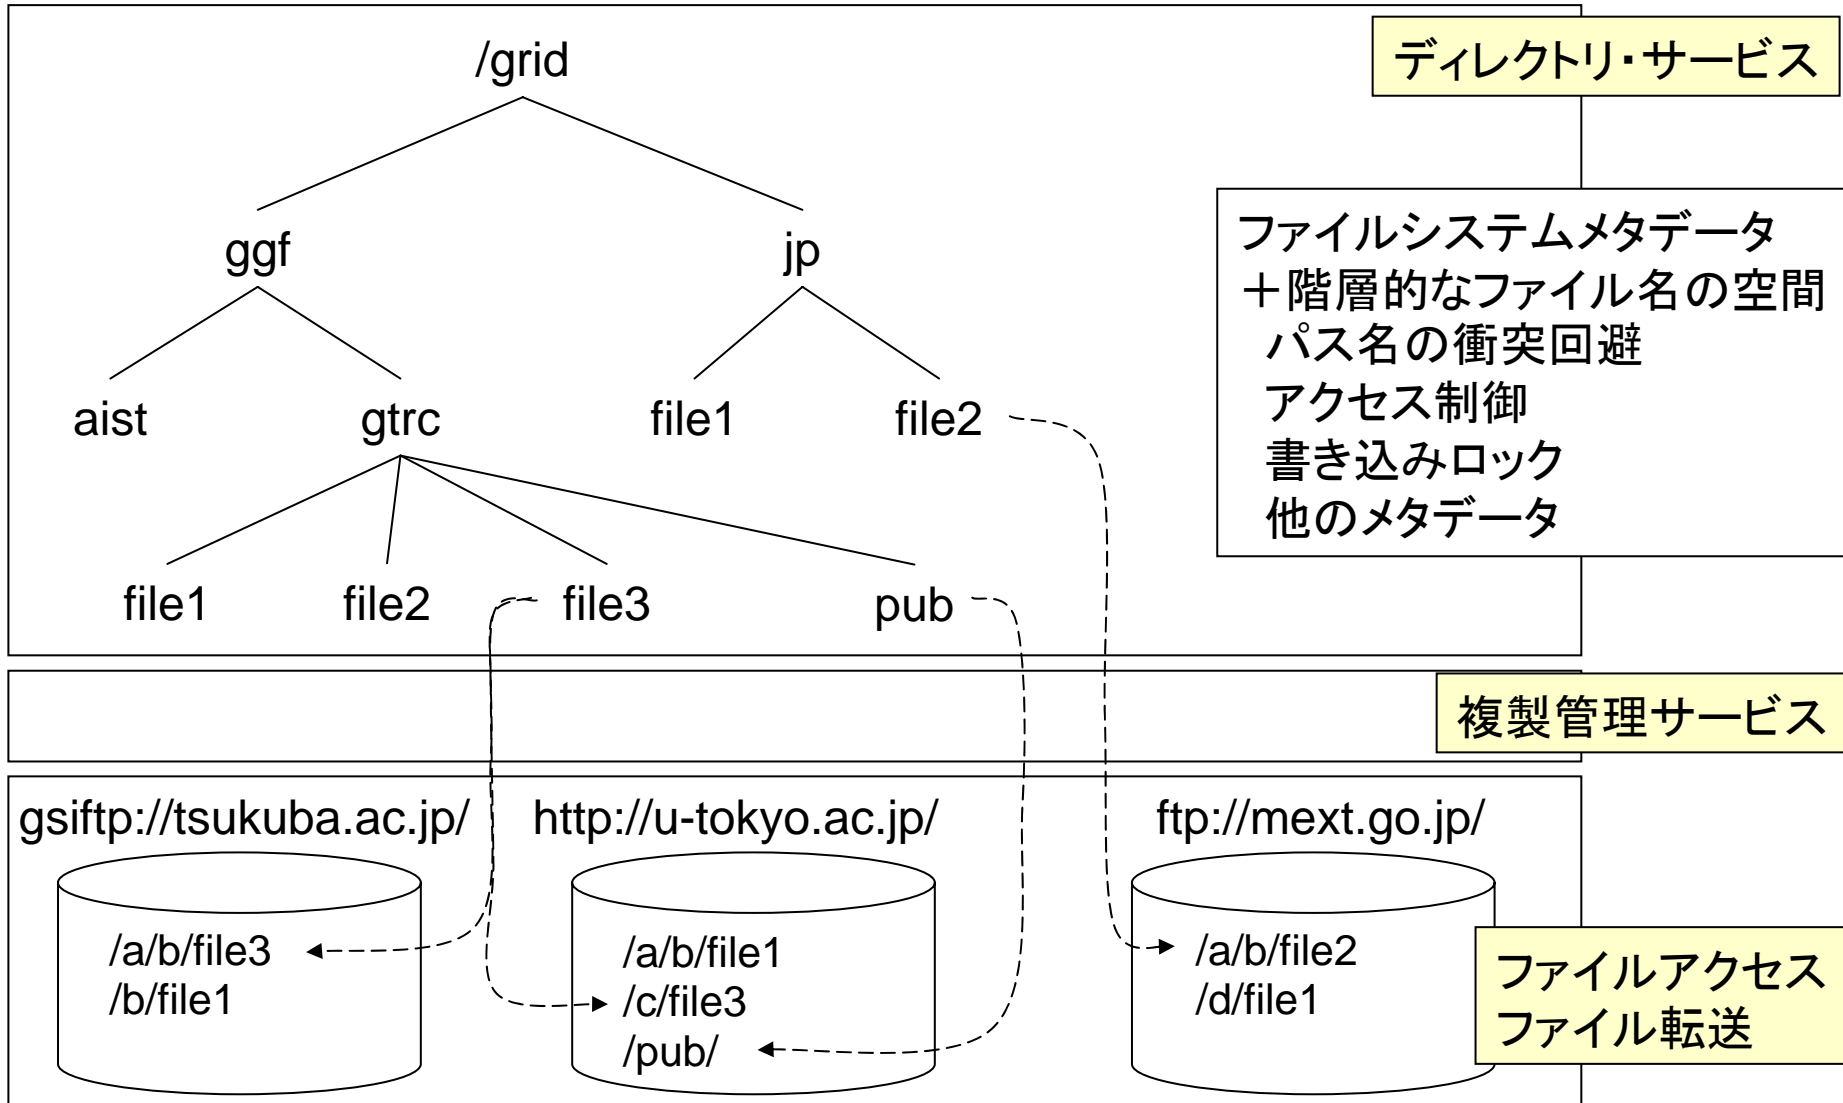 /grid
ディレクトリ・サービス
ggf
jp
ファイルシステムメタデータ
＋階層的なファイル名の空間
パス名の衝突回避
アクセス制御
書き込みロック
他のメタデータ
aist
gtrc
file1
file2
file1
file2
file3
pub
複製管理サービス
gsiftp://tsukuba.ac.jp/
/a/b/file3
/b/file1
http://u-tokyo.ac.jp/
/a/b/file1
/c/file3
/pub/
ftp://mext.go.jp/
/a/b/file2
/d/file1
ファイルアクセス
ファイル転送